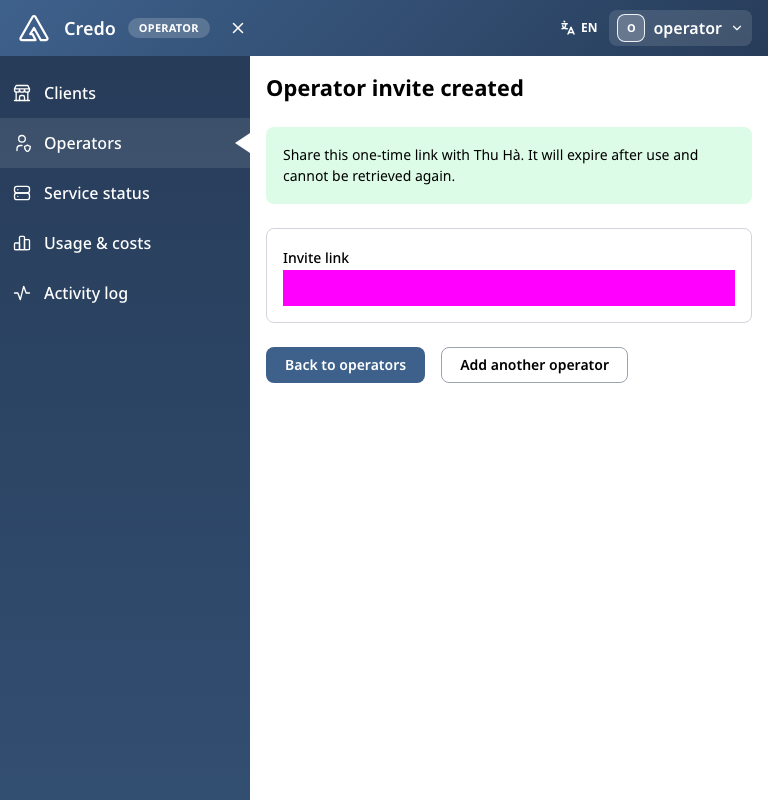 Credo
OPERATOR
EN
O
operator
Clients
Operators
Service status
Usage & costs
Activity log
Operator invite created
Share this one-time link with Thu Hà. It will expire after use and
cannot be retrieved again.
Invite link
Back to operators
Add another operator